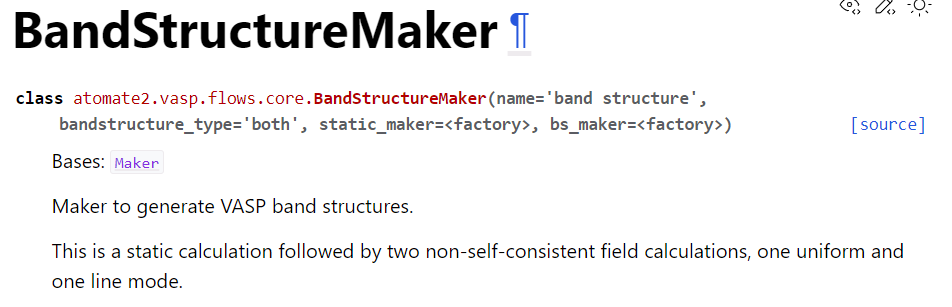 BandStructureMaker ¶
class atomate2.vasp.flows.core.BandStructureMaker(name='band structure',
bandstructure_type='both', static_maker=<factory>, bs_maker=<factory>) [source]
Bases: Maker
Maker to generate VASP band structures.
This is a static calculation followed by two non-self-consistent field calculations, one uniform and
one line mode.